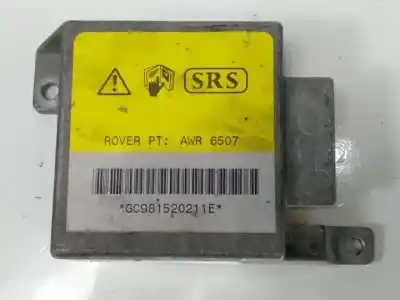 SRS
ROVER PT: AWR 6507
*GC981520211E*